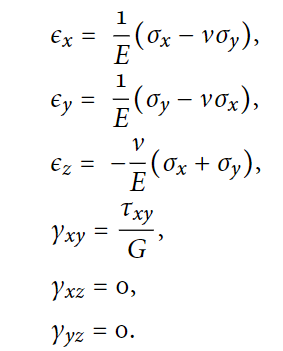 ϵx = 1/E (σx − νσy),
ϵy = 1/E (σy − νσx),
ϵz = −ν/E (σx + σy),
γxy = τxy/G,
γxz = 0,
γyz = 0.